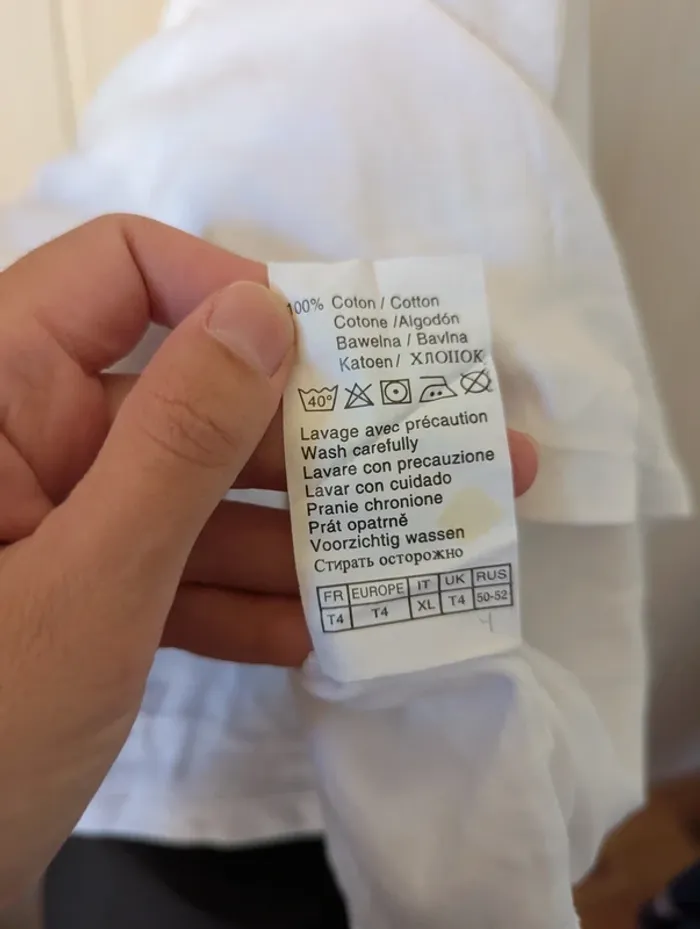 100% Coton / Cotton
Cotone /Algodón
Bawelna / Bavlna
Katoen / ХЛОПОК
40°
Lavage avec précaution
Wash carefully
Lavare con precauzione
Lavar con cuidado
Pranie chronione
Prát opatrně
Voorzichtig wassen
Стирать осторожно
FR EUROPE IT UK RUS
T4 T4 XL T4 50-52